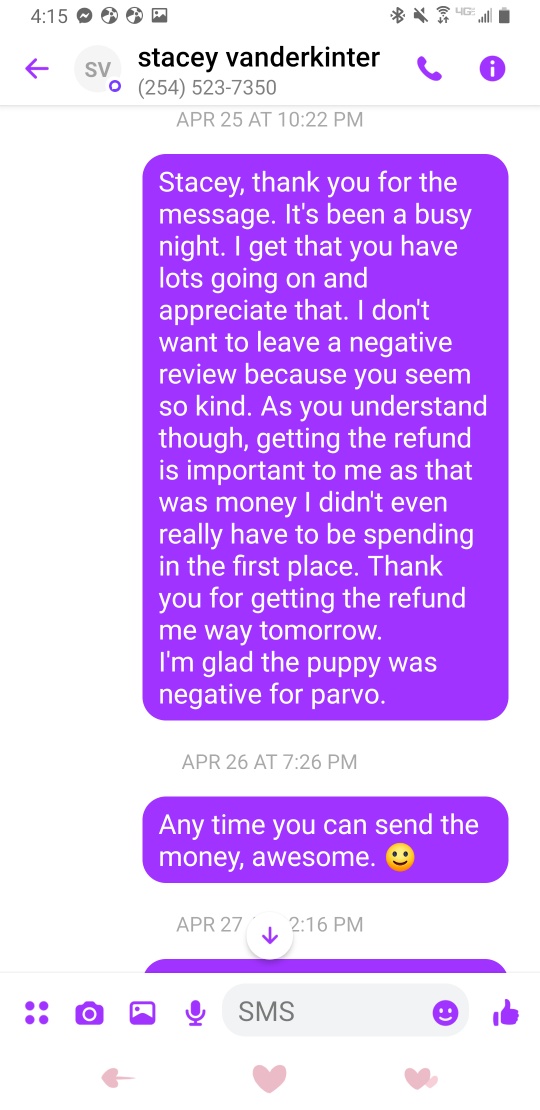 4:15
4G
SV
stacey vanderkinter
(254) 523-7350
APR 25 AT 10:22 PM
Stacey, thank you for the
message. It's been a busy
night. I get that you have
lots going on and
appreciate that. I don't
want to leave a negative
review because you seem
so kind. As you understand
though, getting the refund
is important to me as that
was money I didn't even
really have to be spending
in the first place. Thank
you for getting the refund
me way tomorrow.
I'm glad the puppy was
negative for parvo.
APR 26 AT 7:26 PM
Any time you can send the
money, awesome. 🙂
APR 27 2:16 PM
SMS